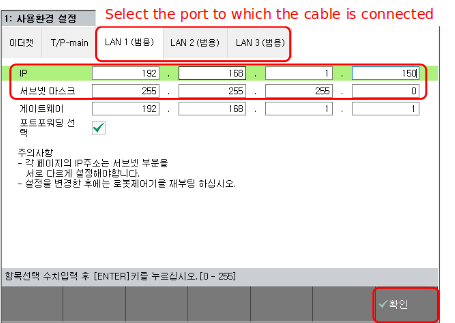 1: 사용환경 설정
Select the port to which the cable is connected
이더캣 T/P-main LAN 1 (범용) LAN 2 (범용) LAN 3 (범용)
IP 192 . 168 . 1 . 150
서브넷 마스크 255 . 255 . 255 . 0
게이트웨이 192 . 168 . 1 . 1
포트포워딩 선
택
주의사항
- 각 페이지의 IP주소는 서브넷 부분을
서로 다르게 설정해야합니다.
- 설정을 변경한 후에는 로봇제어기를 재부팅 하십시오.
항목선택 수치입력 후 [ENTER]키를 누르십시오.[0 - 255]
확인